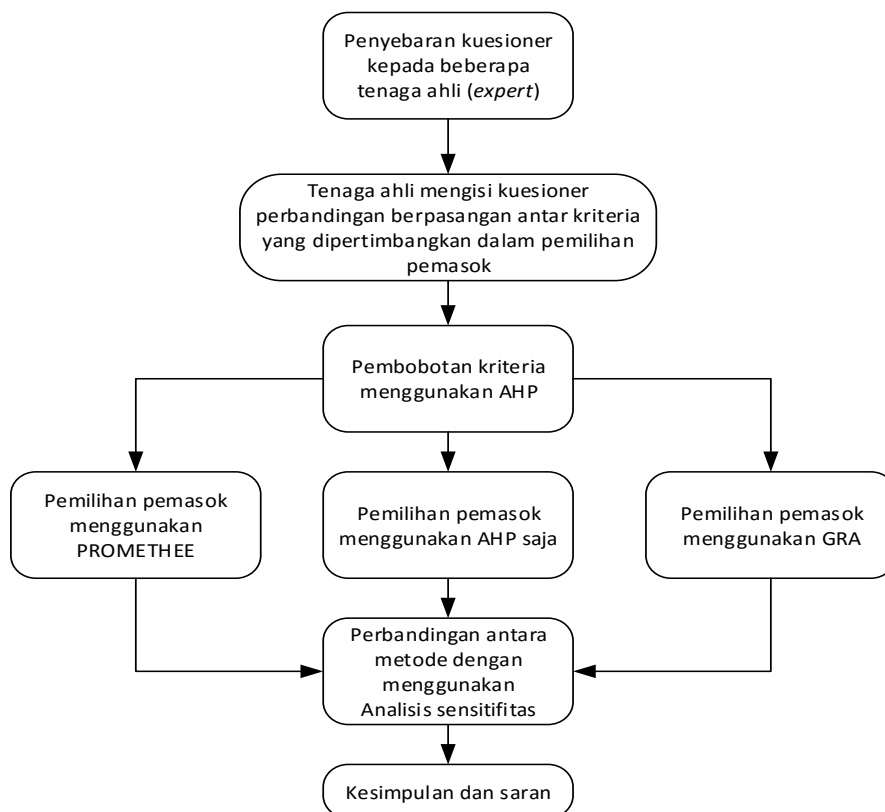 Penyebaran kuesioner
kepada beberapa
tenaga ahli (expert)
Tenaga ahli mengisi kuesioner
perbandingan berpasangan antar kriteria
yang dipertimbangkan dalam pemilihan
pemasok
Pembobotan kriteria
menggunakan AHP
Pemilihan pemasok
menggunakan
PROMETHEE
Pemilihan pemasok
menggunakan AHP saja
Pemilihan pemasok
menggunakan GRA
Perbandingan antara
metode dengan
menggunakan
Analisis sensitifitas
Kesimpulan dan saran